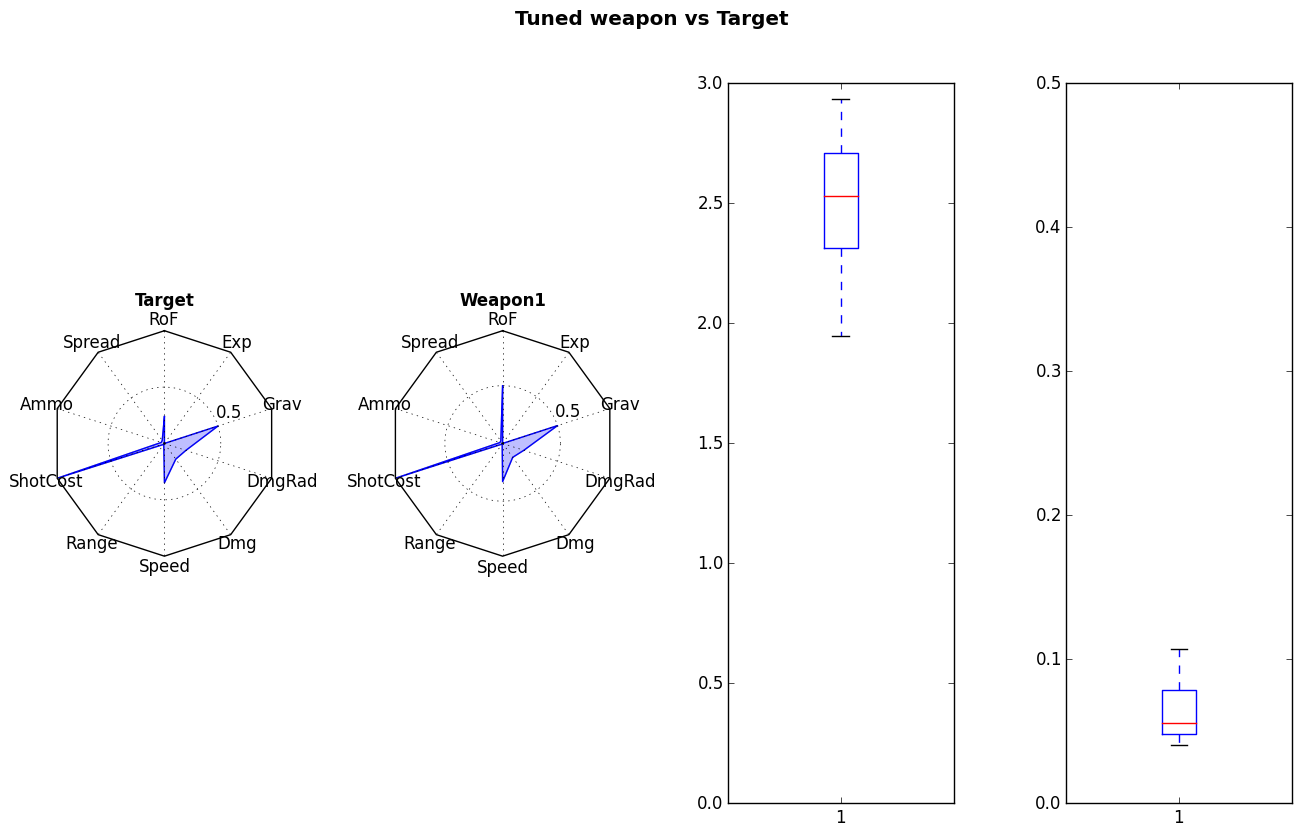 Tuned weapon vs Target
Target
RoF
Exp
Grav
DmgRad
Dmg
Speed
Range
ShotCost
Ammo
Spread
0.5
Weapon1
RoF
Exp
Grav
DmgRad
Dmg
Speed
Range
ShotCost
Ammo
Spread
0.5
3.0
2.5
2.0
1.5
1.0
0.5
0.0
1
0.5
0.4
0.3
0.2
0.1
0.0
1